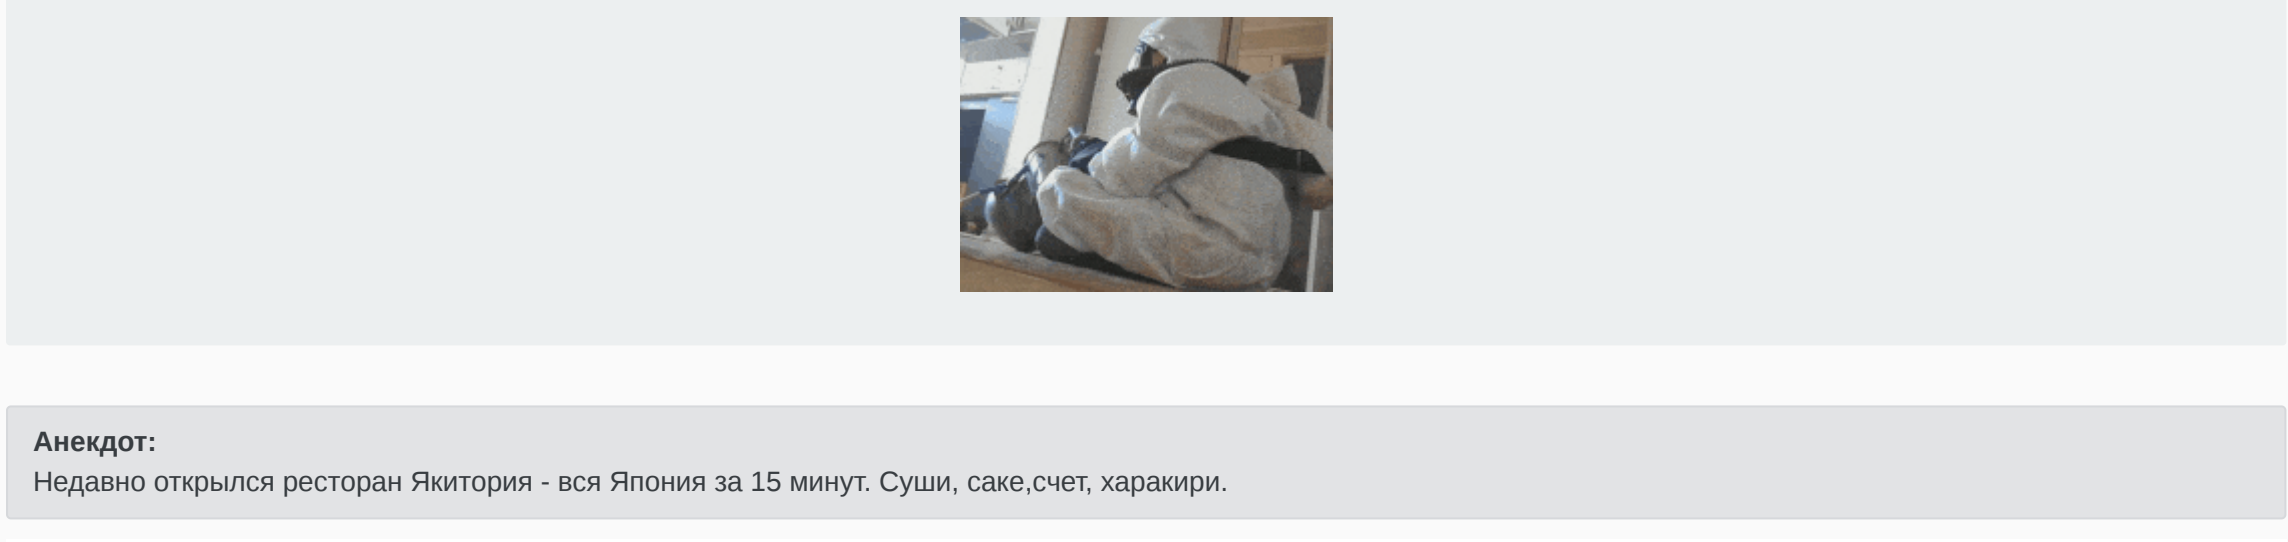 Анекдот:
Недавно открылся ресторан Якитория - вся Япония за 15 минут. Суши, саке,счет, харакири.